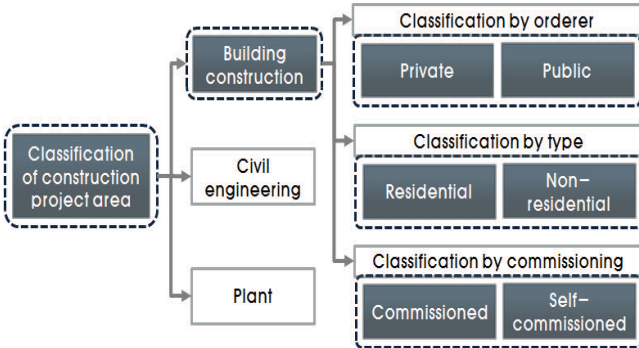 Classification
of construction
project area
Building
construction
Civil
engineering
Plant
Classification by orderer
Private
Public
Classification by type
Residential
Non-
residential
Classification by commissioning
Commissioned
Self-
commissioned